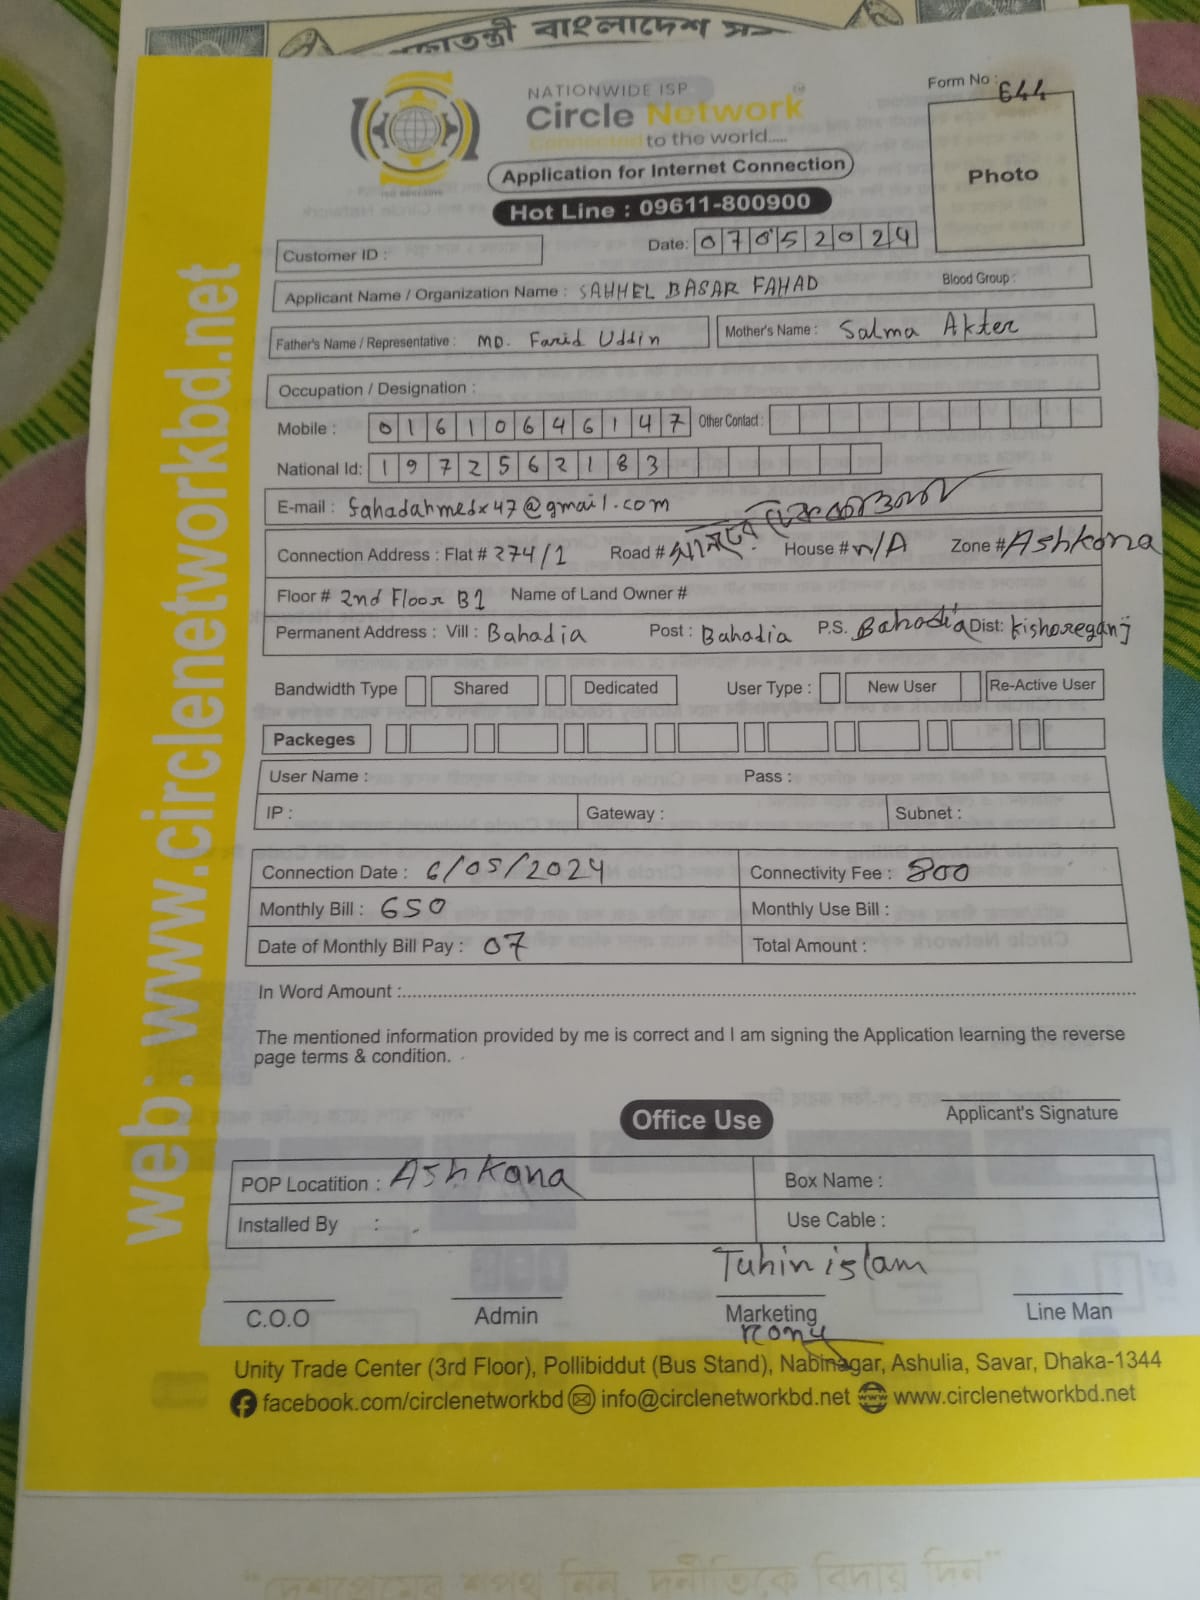 বাংলাদেশ
NATIONWIDE ISP
Circle Network
Connected to the world.....
Form No : 644
Photo
Application for Internet Connection
Hot Line : 09611-800900
Customer ID :
Date: 07052024
Applicant Name / Organization Name : SAHHEL BASAR FAHAD Blood Group :
Father's Name / Representative : MD. Farid Uddin Mother's Name : Salma Akter
Occupation / Designation :
Mobile : 01610646147 Other Contact :
National Id: 1972562183
E-mail : fahadahmedx47@gmail.com
Connection Address : Flat # 274/1 Road # House # N/A Zone # Ashkona
Floor # 2nd Floor B1 Name of Land Owner #
Permanent Address : Vill : Bahadia Post : Bahadia P.S. Bahadia Dist: Kishoreganj
Bandwidth Type Shared Dedicated User Type : New User Re-Active User
Packeges
User Name : Pass :
IP : Gateway : Subnet :
Connection Date : 6/05/2024 Connectivity Fee : 800
Monthly Bill : 650 Monthly Use Bill :
Date of Monthly Bill Pay : 07 Total Amount :
In Word Amount :
The mentioned information provided by me is correct and I am signing the Application learning the reverse
page terms & condition.
Applicant's Signature
Office Use
POP Locatition : Ashkona Box Name :
Installed By : Use Cable :
Tuhin islam
C.O.O Admin Marketing Line Man
Rony
Unity Trade Center (3rd Floor), Pollibiddut (Bus Stand), Nabinagar, Ashulia, Savar, Dhaka-1344
facebook.com/circlenetworkbd info@circlenetworkbd.net www.circlenetworkbd.net
web: www.circlenetworkbd.net
"দেশপ্রেমের শপথ নিন, দুর্নীতিকে বিদায় দিন"